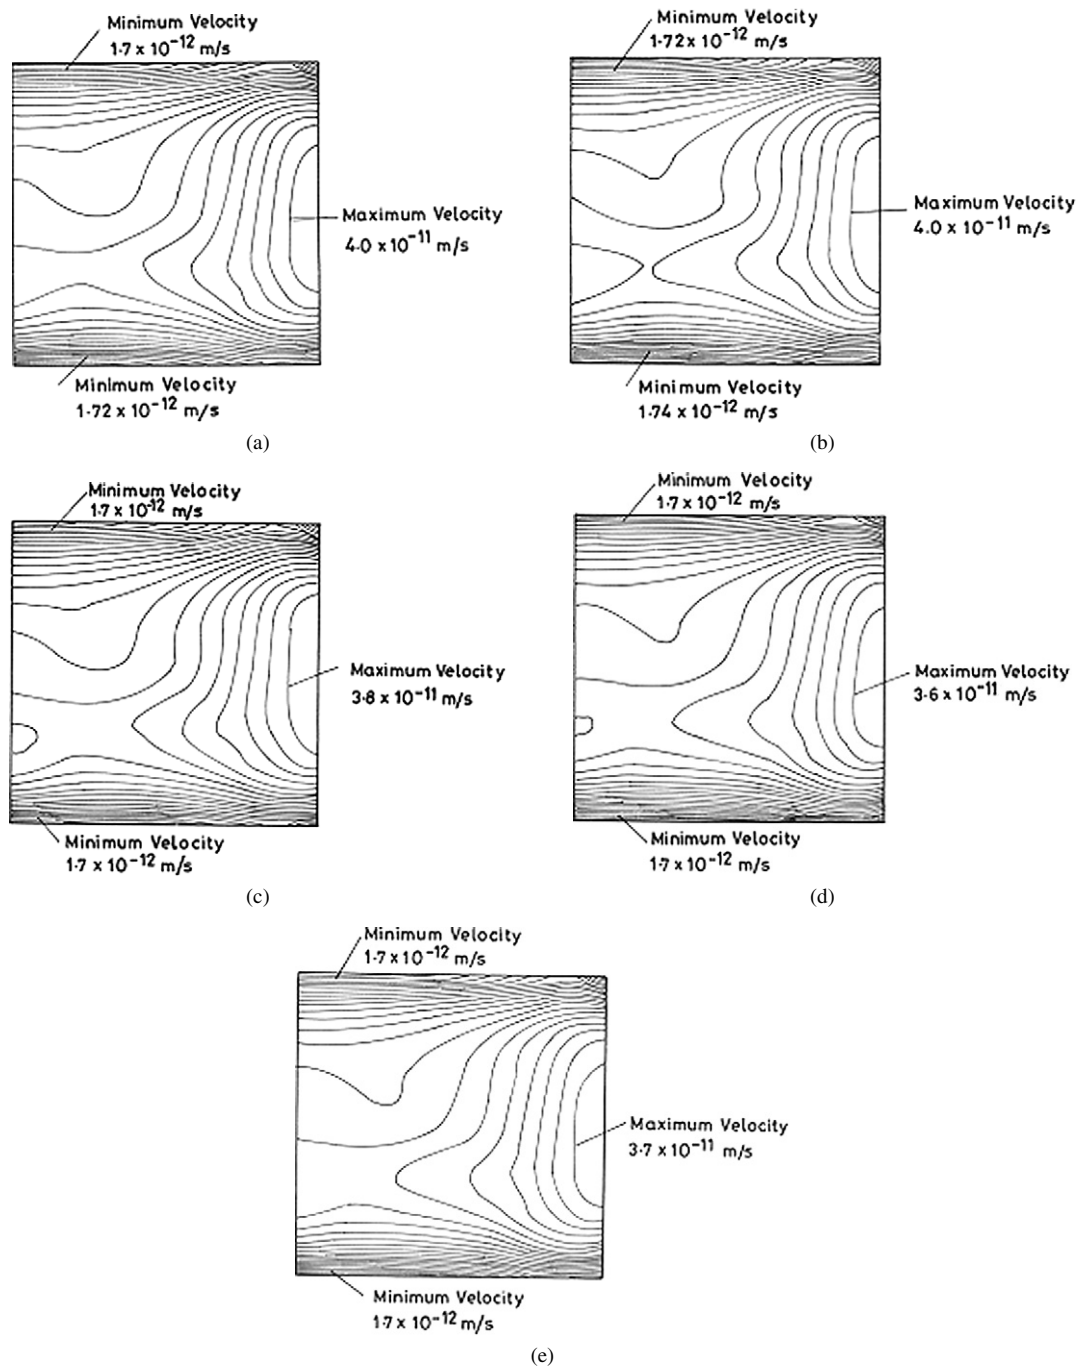 Minimum Velocity
1.7 x 10⁻¹² m/s
Maximum Velocity
4.0 x 10⁻¹¹ m/s
Minimum Velocity
1.72 x 10⁻¹² m/s
(a)
Minimum Velocity
1.72 x 10⁻¹² m/s
Maximum Velocity
4.0 x 10⁻¹¹ m/s
Minimum Velocity
1.74 x 10⁻¹² m/s
(b)
Minimum Velocity
1.7 x 10⁻¹² m/s
Maximum Velocity
3.8 x 10⁻¹¹ m/s
Minimum Velocity
1.7 x 10⁻¹² m/s
(c)
Minimum Velocity
1.7 x 10⁻¹² m/s
Maximum Velocity
3.6 x 10⁻¹¹ m/s
Minimum Velocity
1.7 x 10⁻¹² m/s
(d)
Minimum Velocity
1.7 x 10⁻¹² m/s
Maximum Velocity
3.7 x 10⁻¹¹ m/s
Minimum Velocity
1.7 x 10⁻¹² m/s
(e)